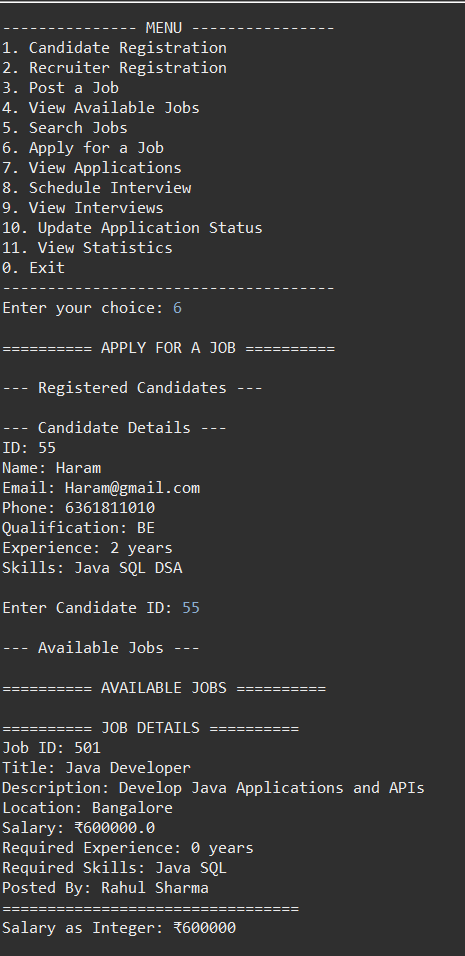 --------------- MENU ----------------
1. Candidate Registration
2. Recruiter Registration
3. Post a Job
4. View Available Jobs
5. Search Jobs
6. Apply for a Job
7. View Applications
8. Schedule Interview
9. View Interviews
10. Update Application Status
11. View Statistics
0. Exit
-------------------------------------
Enter your choice: 6
========== APPLY FOR A JOB ==========
--- Registered Candidates ---
--- Candidate Details ---
ID: 55
Name: Haram
Email: Haram@gmail.com
Phone: 6361811010
Qualification: BE
Experience: 2 years
Skills: Java SQL DSA
Enter Candidate ID: 55
--- Available Jobs ---
========== AVAILABLE JOBS ==========
========== JOB DETAILS ==========
Job ID: 501
Title: Java Developer
Description: Develop Java Applications and APIs
Location: Bangalore
Salary: ₹600000.0
Required Experience: 0 years
Required Skills: Java SQL
Posted By: Rahul Sharma
=================================
Salary as Integer: ₹600000